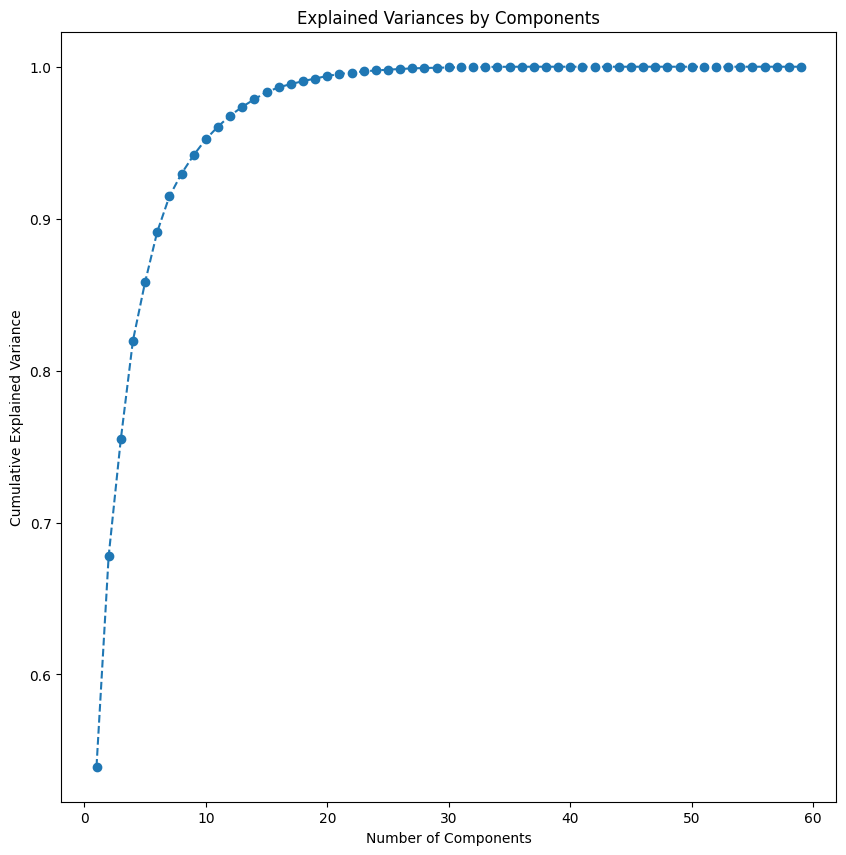 Explained Variances by Components
Cumulative Explained Variance
1.0
0.9
0.8
0.7
0.6
0 10 20 30 40 50 60
Number of Components